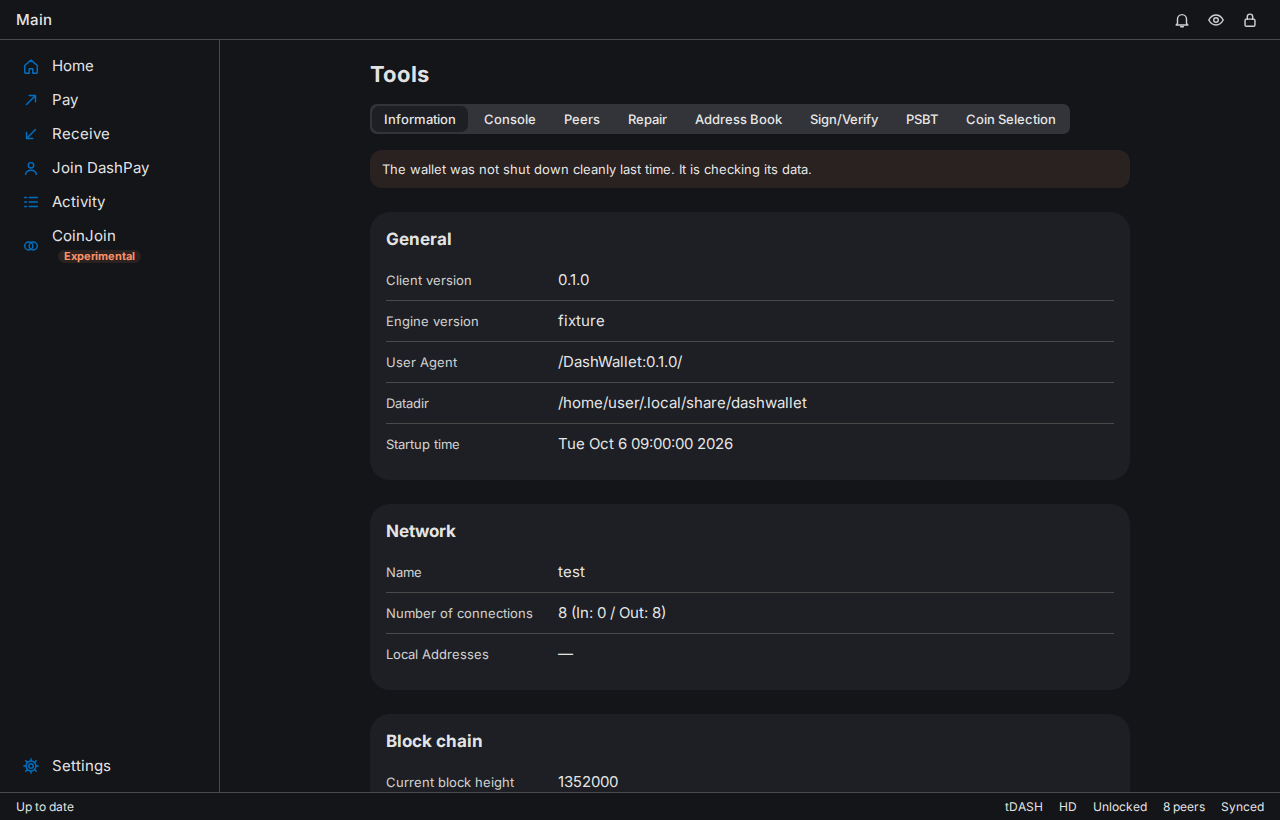 Main
Home
Pay
Receive
Join DashPay
Activity
CoinJoin
Experimental
Settings
Tools
Information Console Peers Repair Address Book Sign/Verify PSBT Coin Selection
The wallet was not shut down cleanly last time. It is checking its data.
General
Client version 0.1.0
Engine version fixture
User Agent /DashWallet:0.1.0/
Datadir /home/user/.local/share/dashwallet
Startup time Tue Oct 6 09:00:00 2026
Network
Name test
Number of connections 8 (In: 0 / Out: 8)
Local Addresses —
Block chain
Current block height 1352000
Up to date tDASH HD Unlocked 8 peers Synced